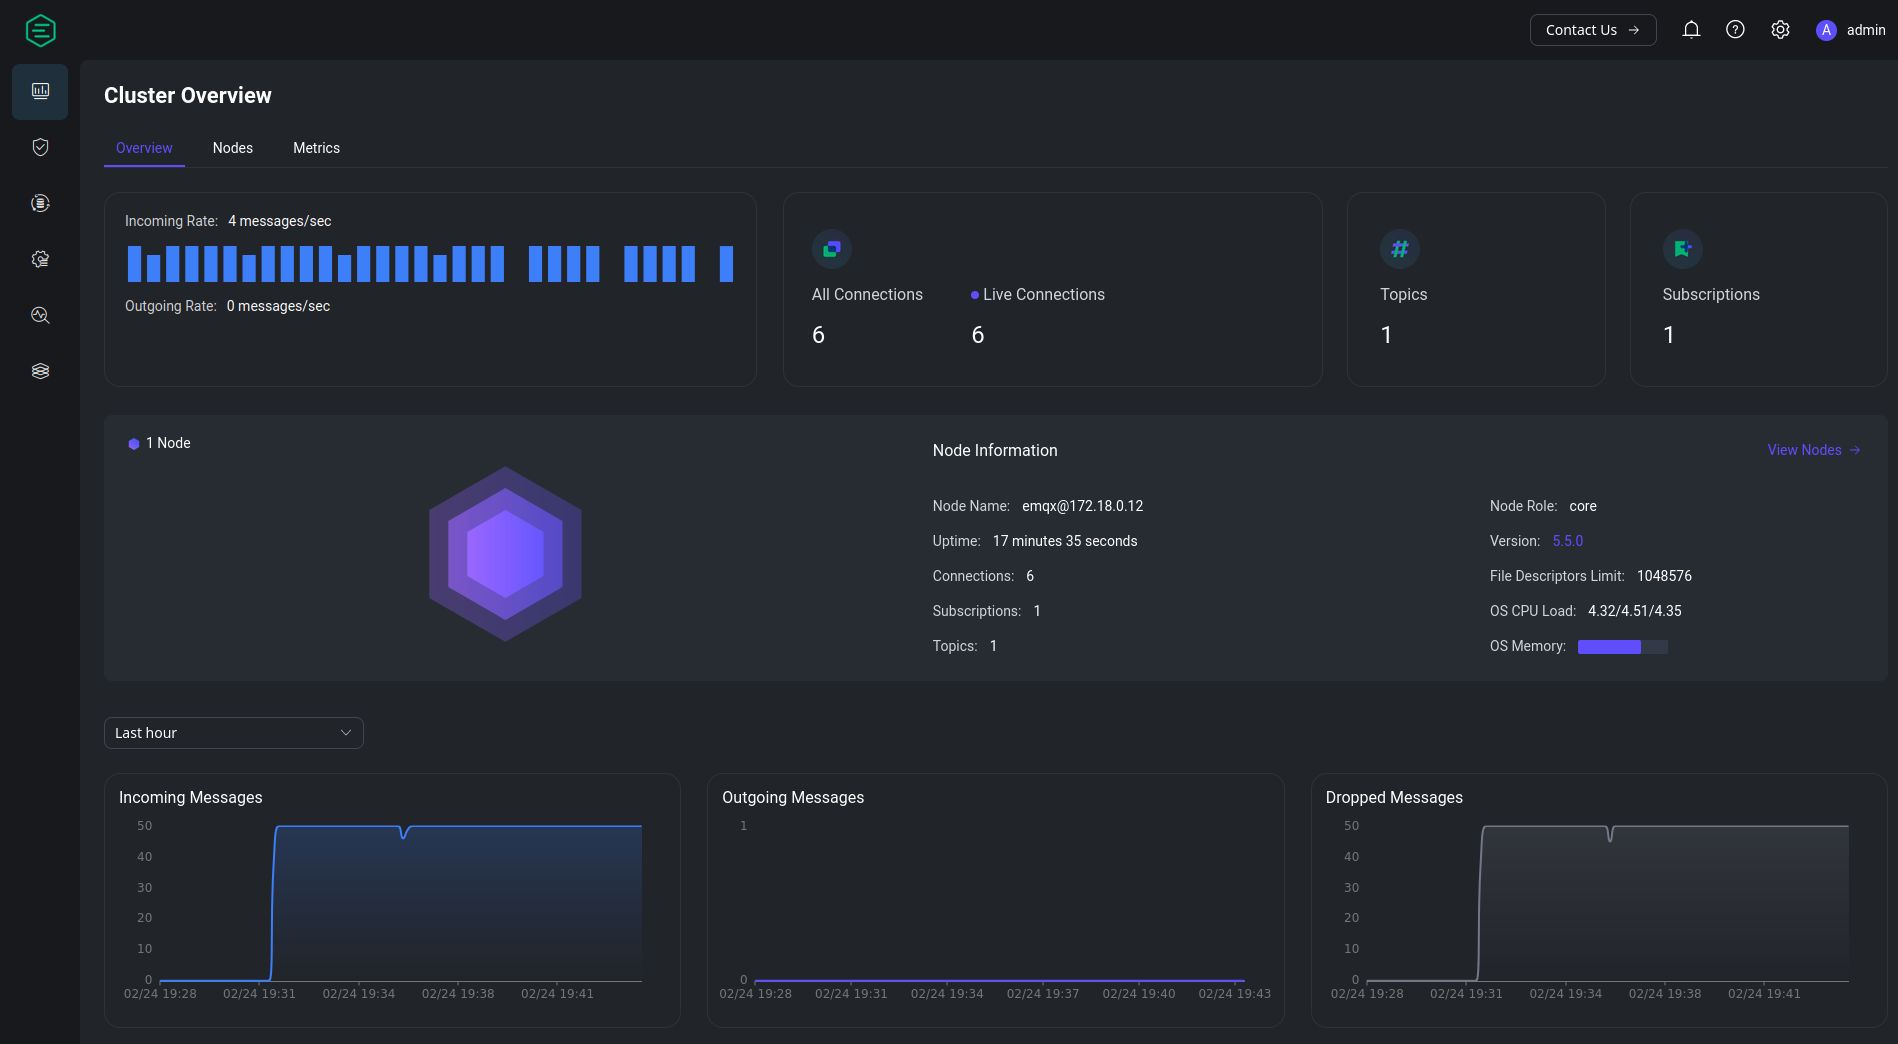 Contact Us →
A admin
Cluster Overview
Overview Nodes Metrics
Incoming Rate: 4 messages/sec
Outgoing Rate: 0 messages/sec
All Connections
6
Live Connections
6
#
Topics
1
Subscriptions
1
1 Node
Node Information
View Nodes →
Node Name: emqx@172.18.0.12
Uptime: 17 minutes 35 seconds
Connections: 6
Subscriptions: 1
Topics: 1
Node Role: core
Version: 5.5.0
File Descriptors Limit: 1048576
OS CPU Load: 4.32/4.51/4.35
OS Memory:
Last hour
Incoming Messages
50
40
30
20
10
0
02/24 19:28 02/24 19:31 02/24 19:34 02/24 19:38 02/24 19:41
Outgoing Messages
1
0
02/24 19:28 02/24 19:31 02/24 19:34 02/24 19:37 02/24 19:40 02/24 19:43
Dropped Messages
50
40
30
20
10
0
02/24 19:28 02/24 19:31 02/24 19:34 02/24 19:38 02/24 19:41